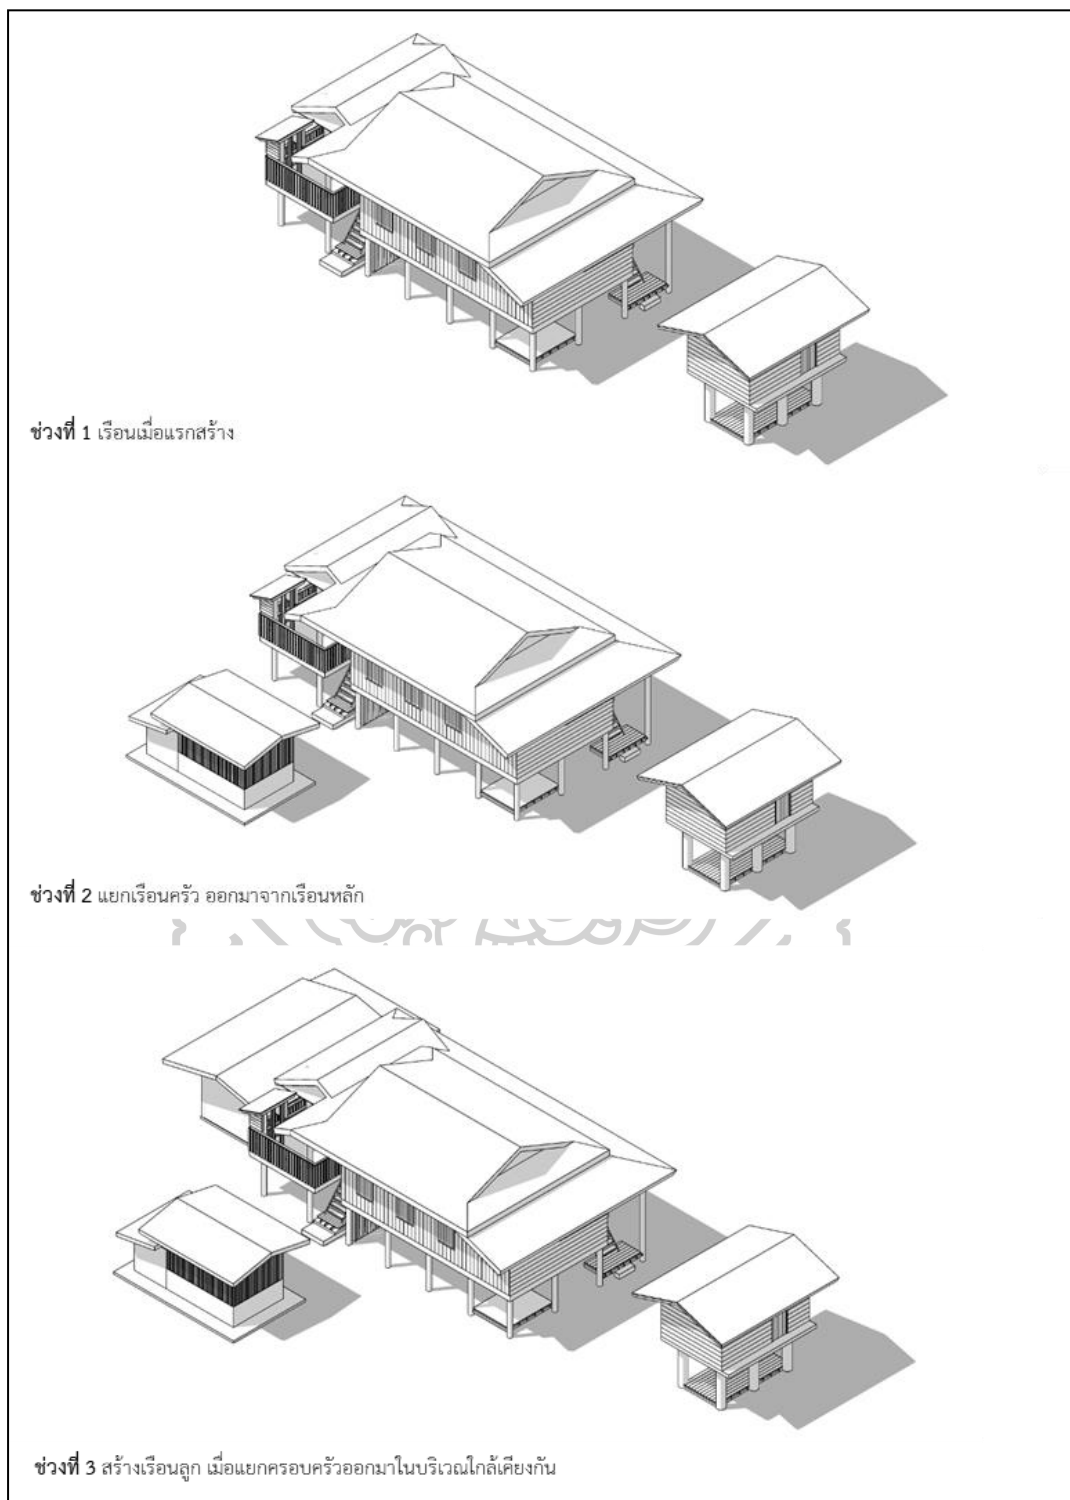 ช่วงที่ 1 เรือนเมื่อแรกสร้าง
ช่วงที่ 2 แยกเรือนครัว ออกมาจากเรือนหลัก
ช่วงที่ 3 สร้างเรือนลูก เมื่อแยกครอบครัวออกมาในบริเวณใกล้เคียงกัน